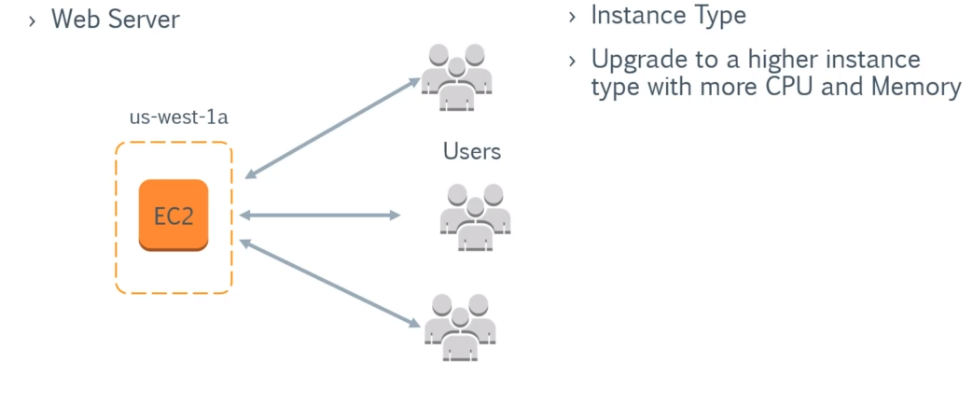 › Web Server
us-west-1a
EC2
Users
› Instance Type
› Upgrade to a higher instance
type with more CPU and Memory